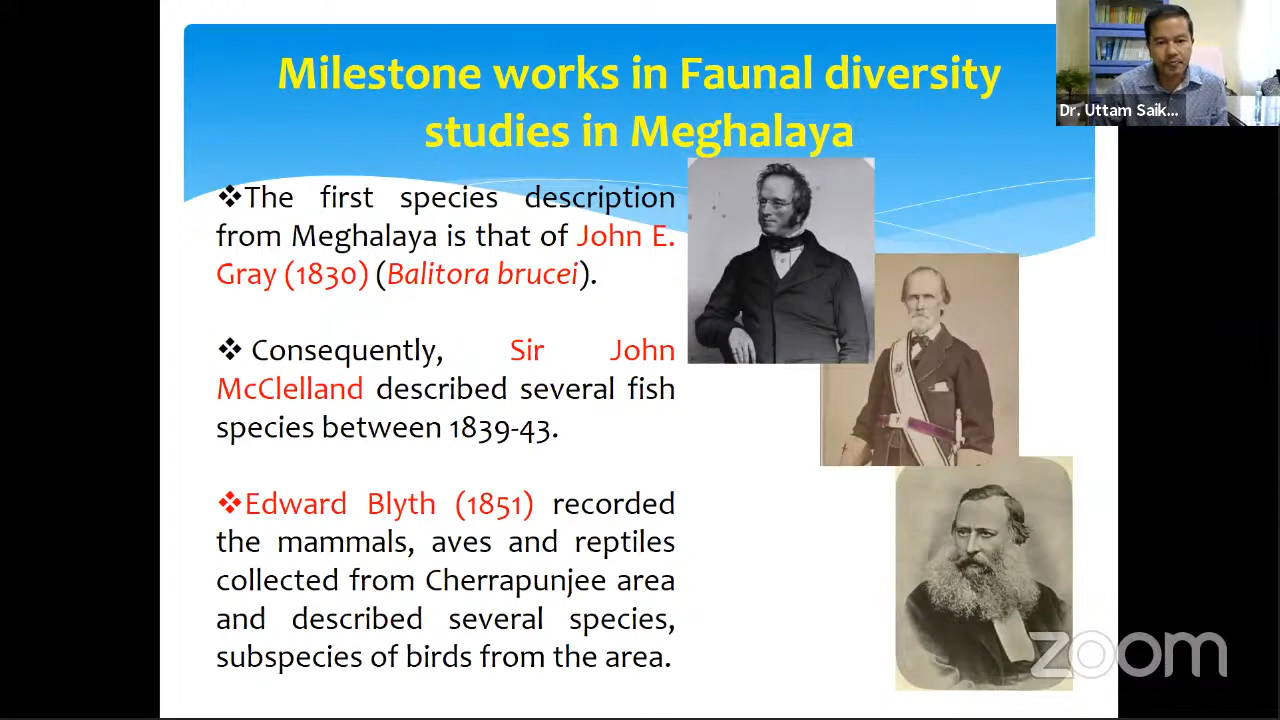 Milestone works in Faunal diversity
studies in Meghalaya
Dr. Uttam Saik...
❖The first species description
from Meghalaya is that of John E.
Gray (1830) (Balitora brucei).
❖ Consequently, Sir John
McClelland described several fish
species between 1839-43.
❖Edward Blyth (1851) recorded
the mammals, aves and reptiles
collected from Cherrapunjee area
and described several species,
subspecies of birds from the area.
zoom